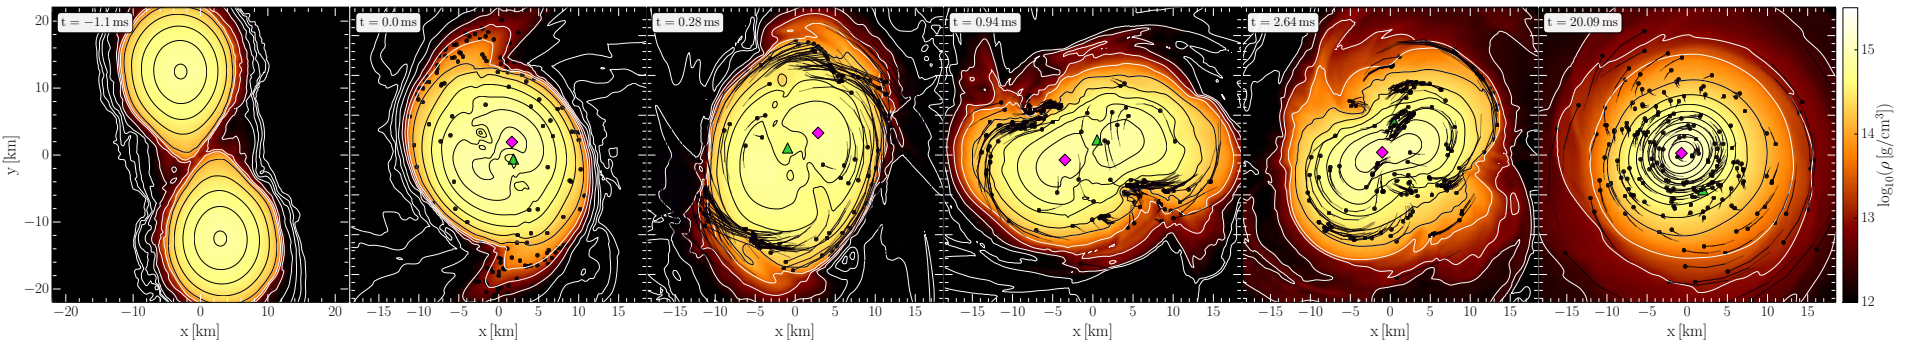 t = −1.1 ms
t = 0.0 ms
t = 0.28 ms
t = 0.94 ms
t = 2.64 ms
t = 20.09 ms
20
10
0
−10
−20
y [km]
−20 −10 0 10 20
−15 −10 −5 0 5 10 15
−15 −10 −5 0 5 10 15
−15 −10 −5 0 5 10 15
−15 −10 −5 0 5 10 15
−15 −10 −5 0 5 10 15
x [km]
x [km]
x [km]
x [km]
x [km]
x [km]
15
14
13
12
log₁₀(ρ [g/cm³])